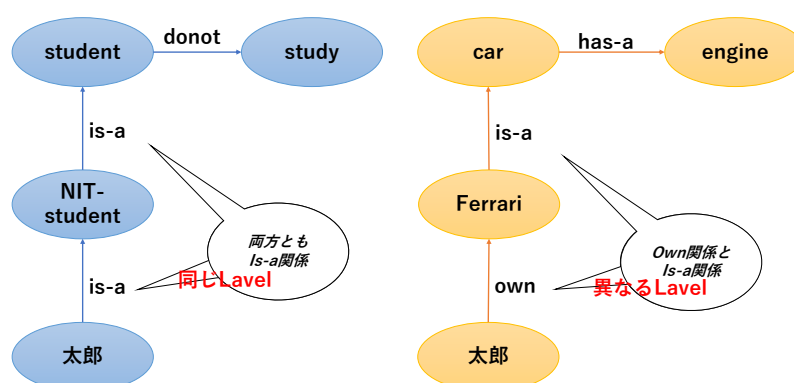 student
donot
study
is-a
NIT-
student
両方とも
Is-a関係
同じLavel
is-a
太郎
car
has-a
engine
is-a
Ferrari
Own関係と
Is-a関係
異なるLavel
own
太郎